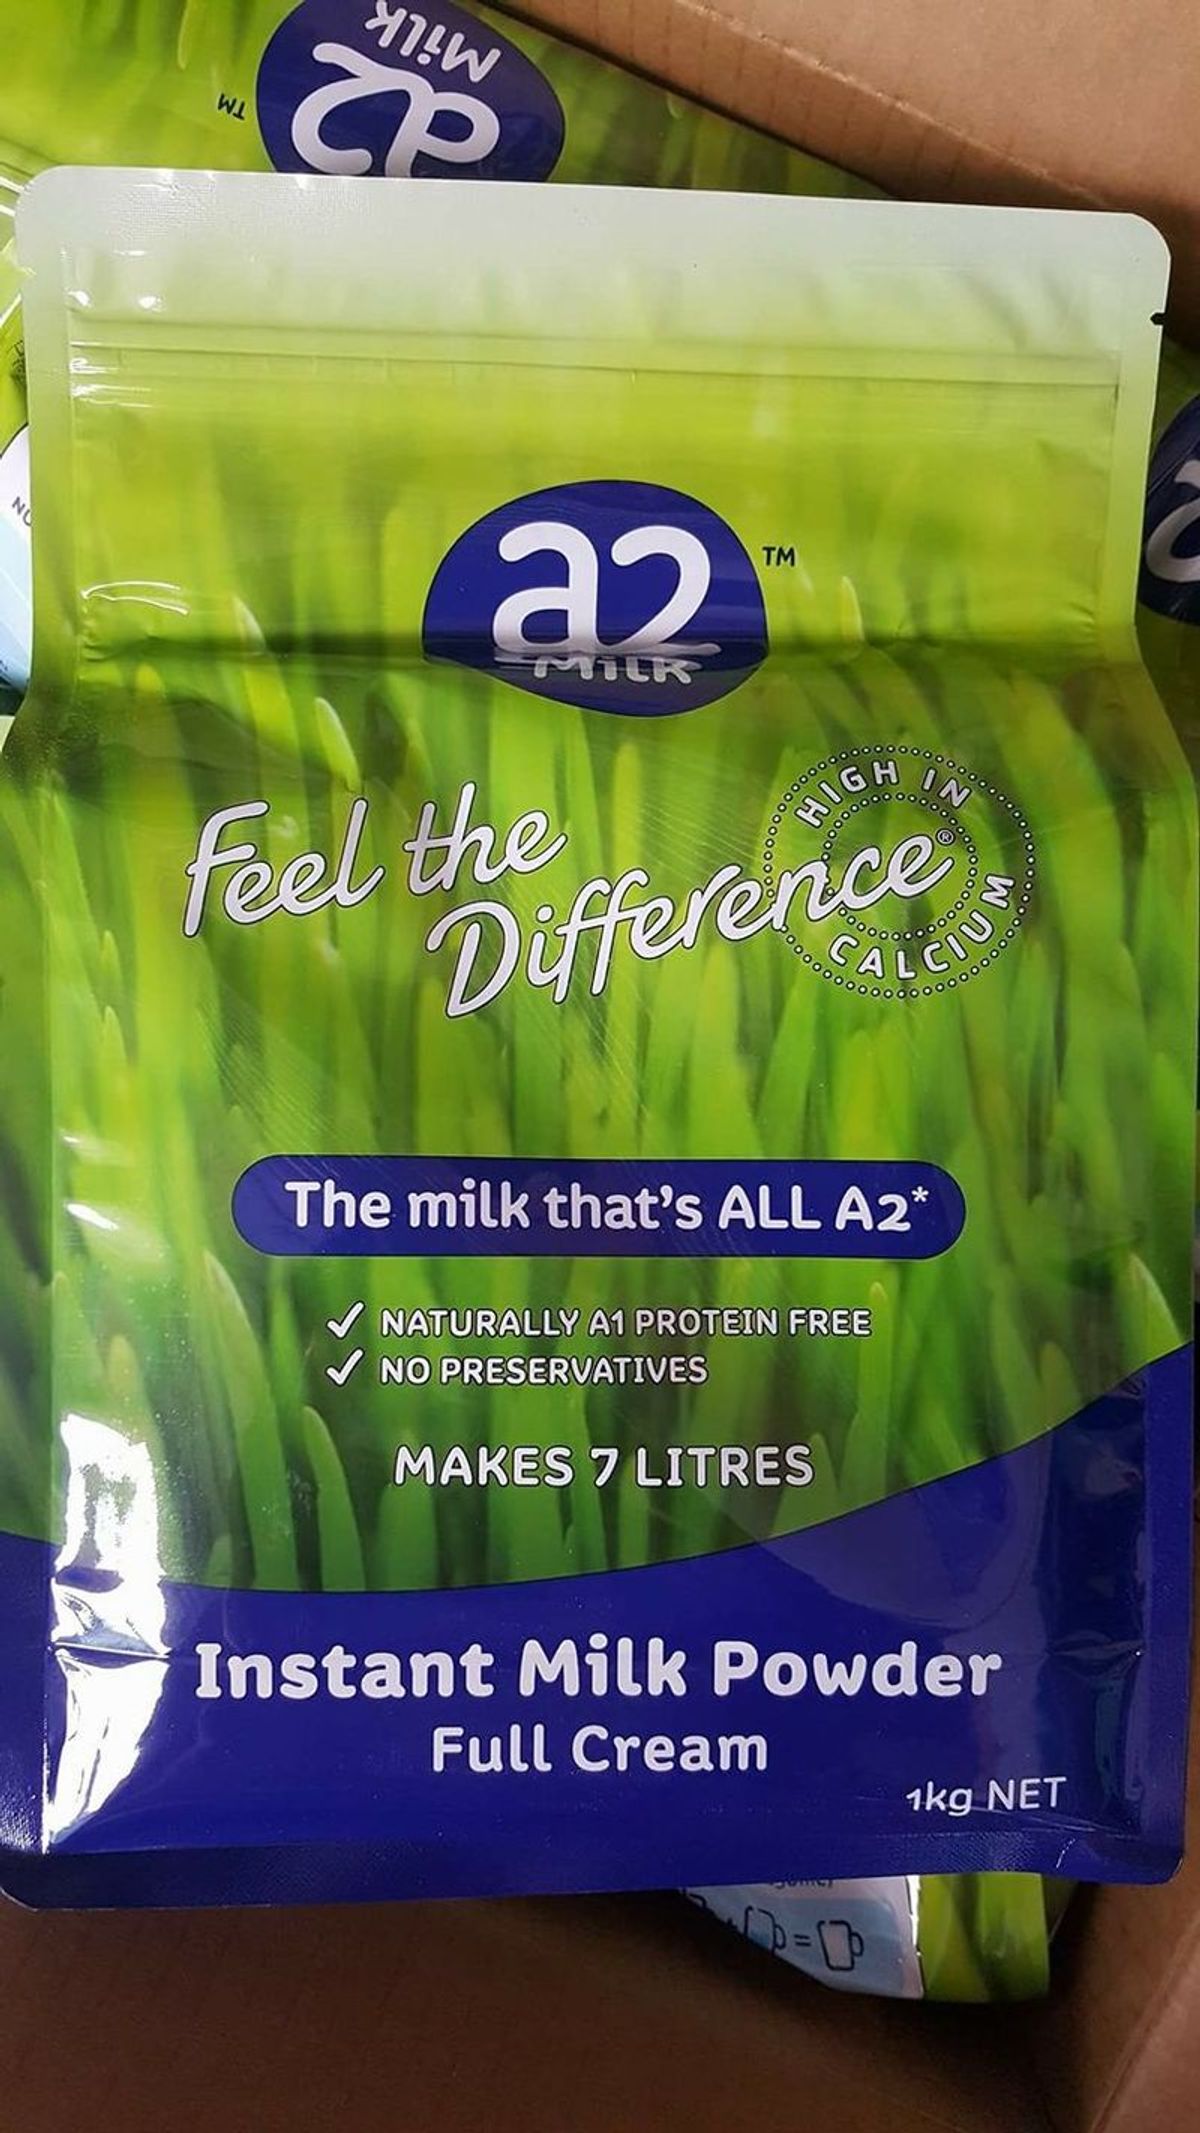 a2
Milk
TM
a2
Milk
TM
Feel the
Difference®
HIGH IN
CALCIUM
The milk that's ALL A2*
✓ NATURALLY A1 PROTEIN FREE
✓ NO PRESERVATIVES
MAKES 7 LITRES
Instant Milk Powder
Full Cream
1kg NET
=